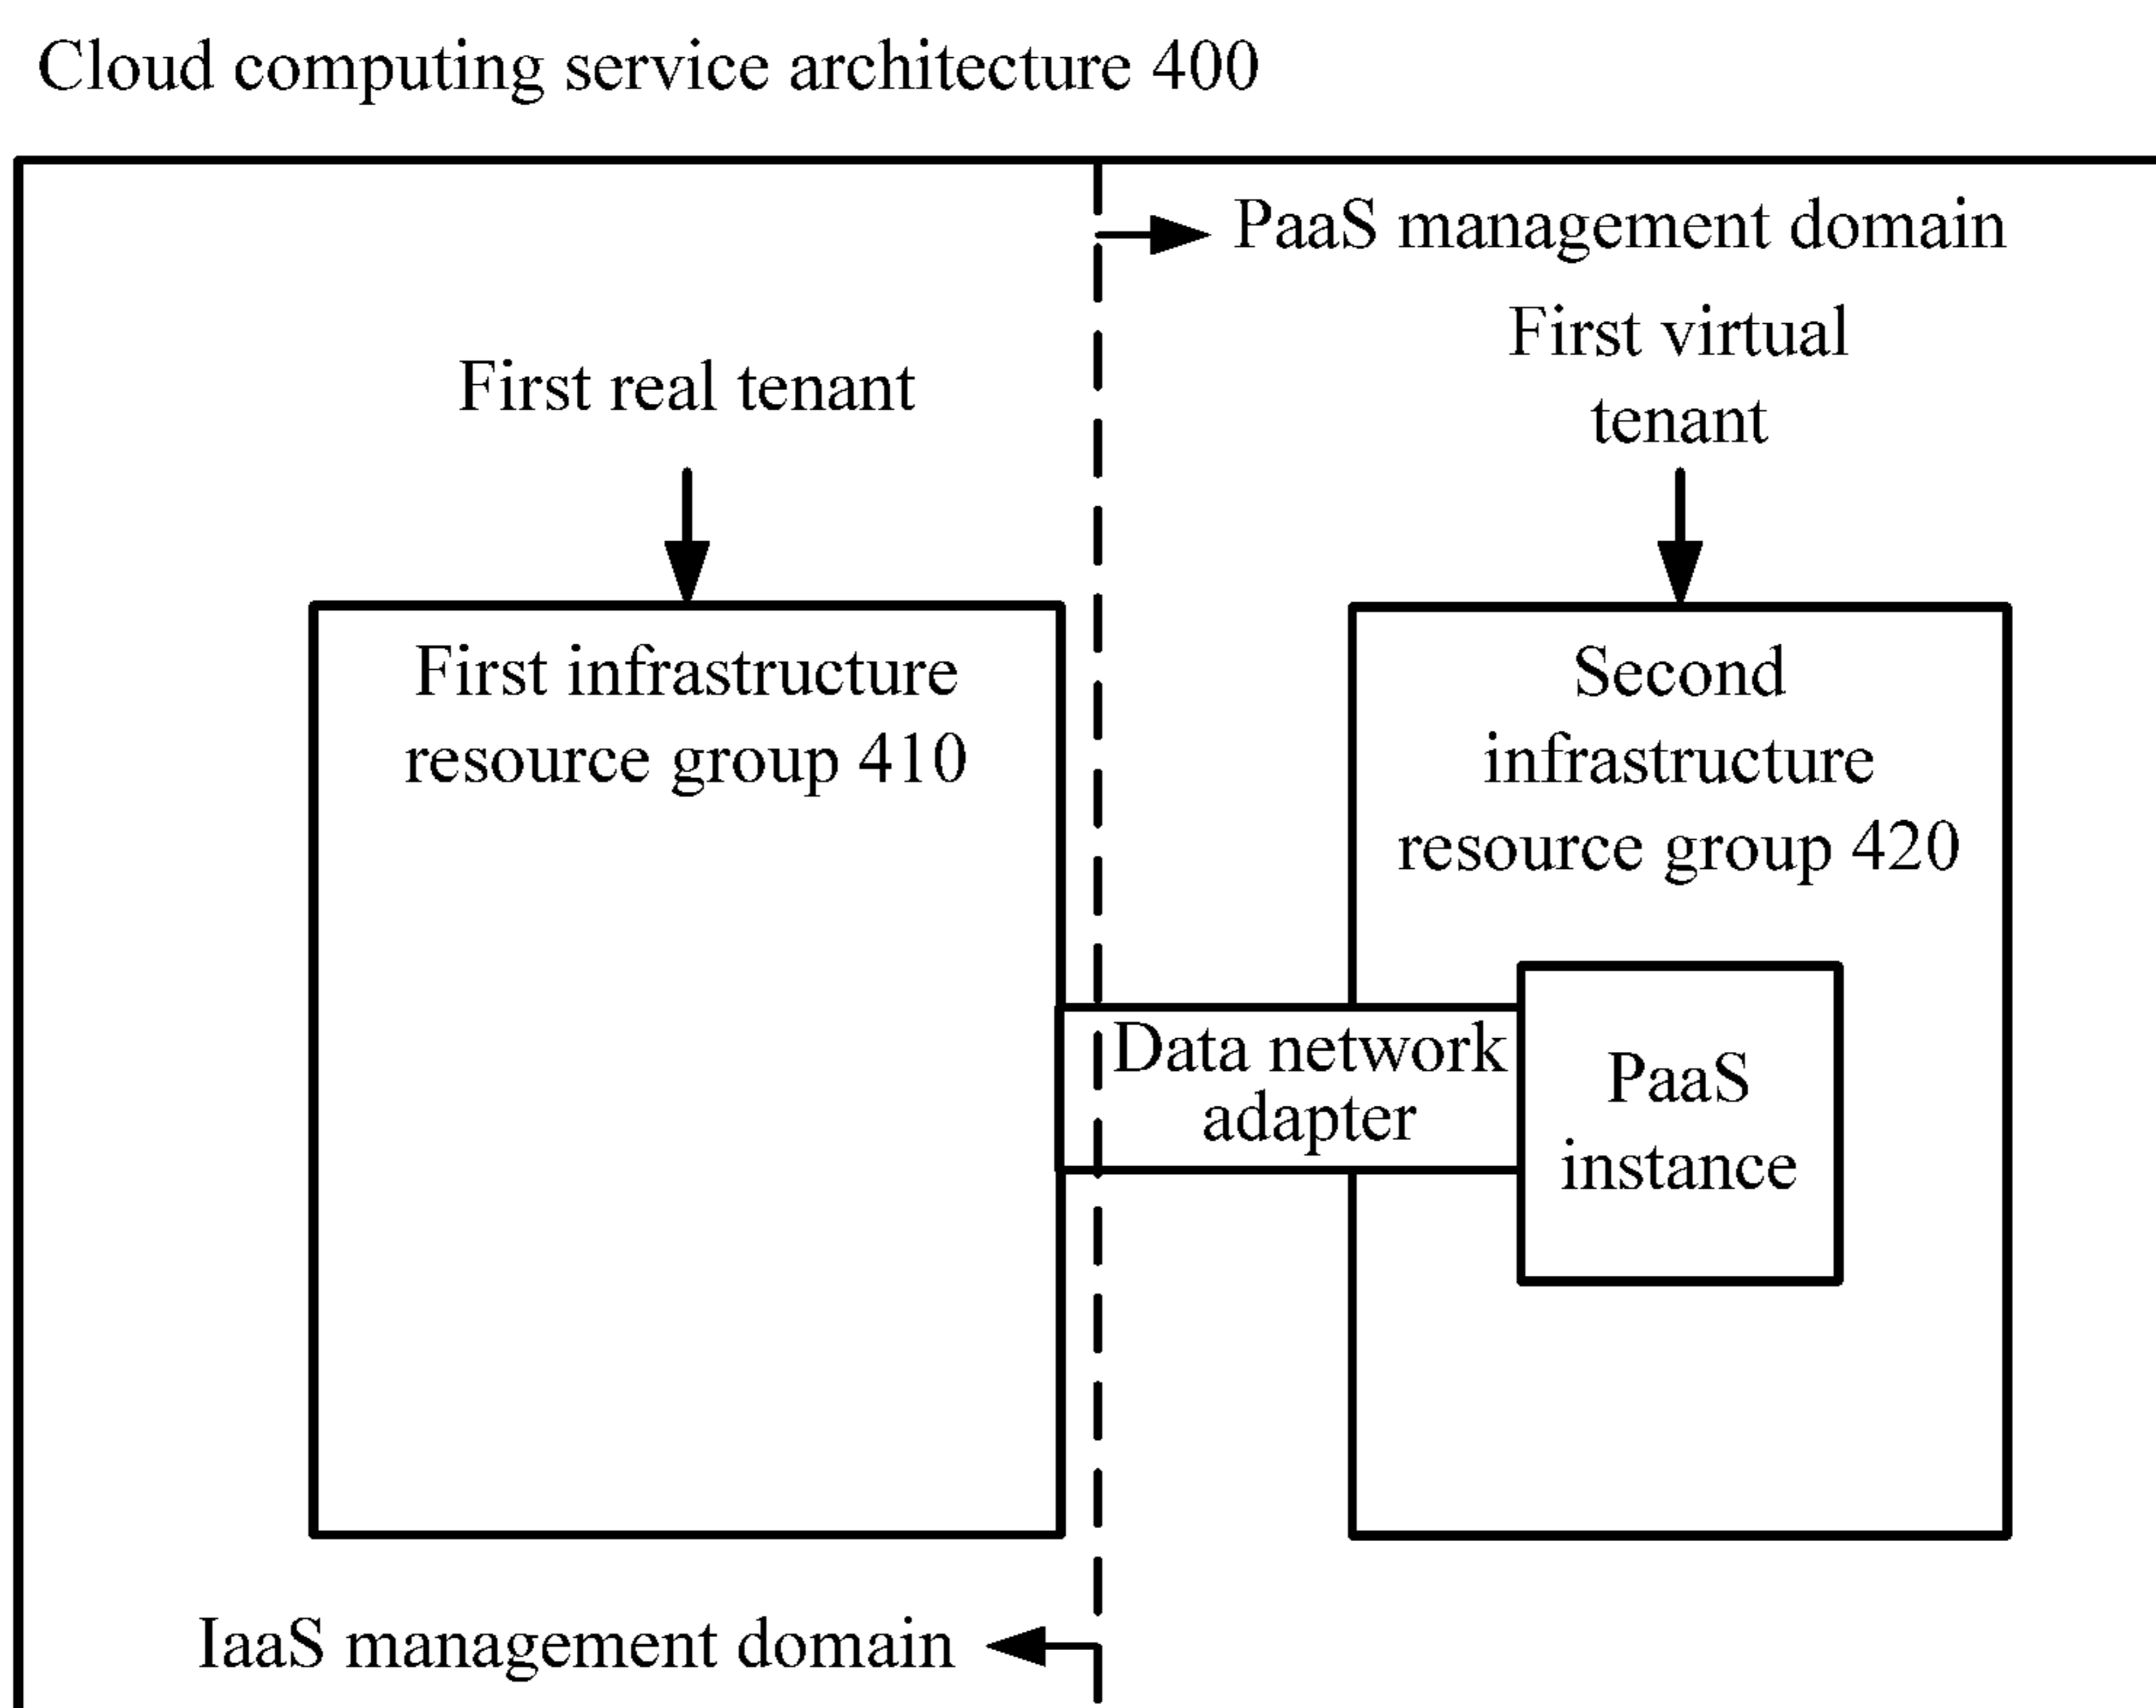 Cloud computing service architecture 400
PaaS management domain
First real tenant
First virtual
tenant
First infrastructure
resource group 410
Second
infrastructure
resource group 420
Data network
adapter
PaaS
instance
IaaS management domain